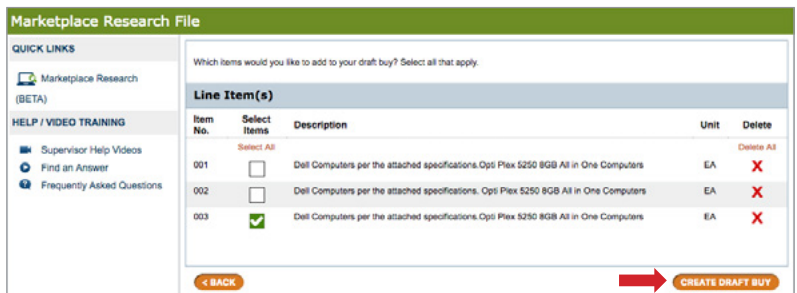 Marketplace Research File
QUICK LINKS
Marketplace Research
(BETA)
HELP / VIDEO TRAINING
Supervisor Help Videos
Find an Answer
Frequently Asked Questions
Which items would you like to add to your draft buy? Select all that apply.
Line Item(s)
Item No. Select Items Description Unit Delete
Select All Delete All
001 Dell Computers per the attached specifications.Opti Plex 5250 8GB All in One Computers EA X
002 Dell Computers per the attached specifications. Opti Plex 5250 8GB All in One Computers EA X
003 Dell Computers per the attached specifications.Opti Plex 5250 8GB All in One Computers EA X
< BACK CREATE DRAFT BUY